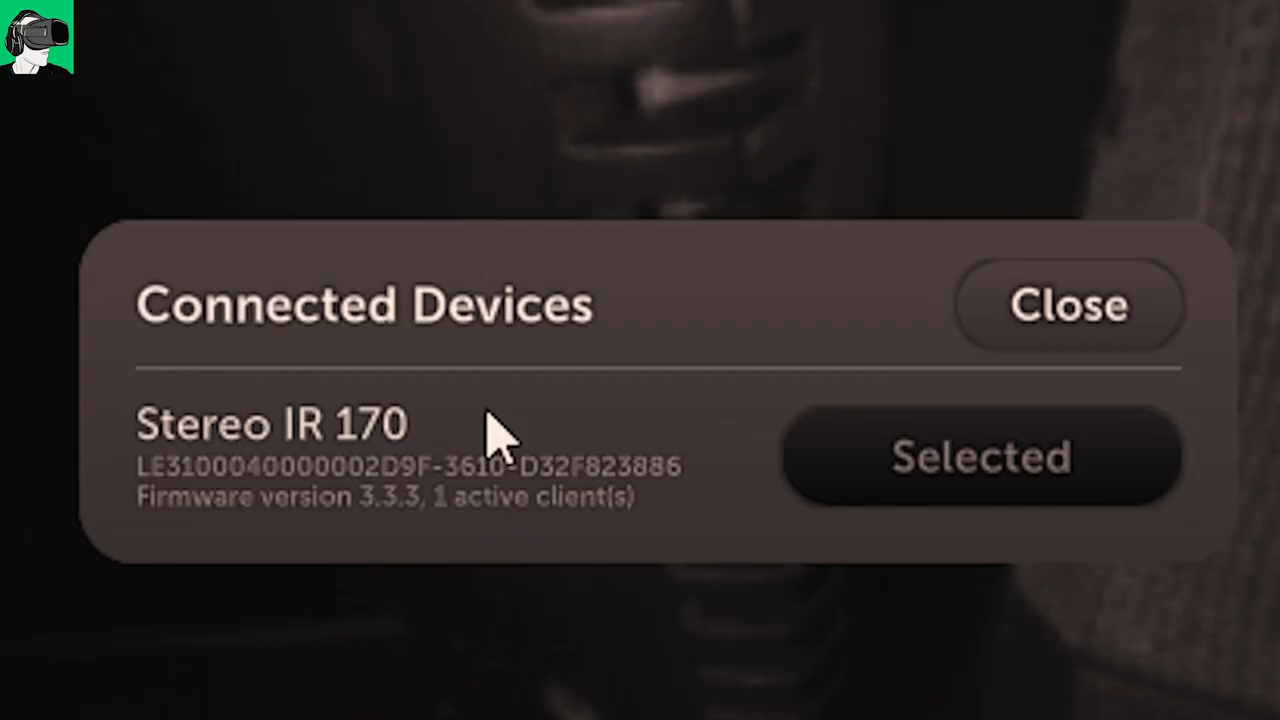 Connected Devices
Close
Stereo IR 170
LE3100040000002D9F-3610-D32F823886
Firmware version 3.3.3, 1 active client(s)
Selected